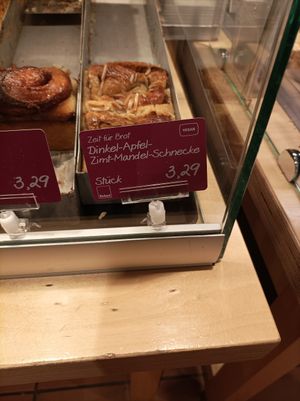 Zeit für Brot
VEGAN
Dinkel-Apfel-
Zimt-Mandel-Schnecke
Stück
3,29
3,29